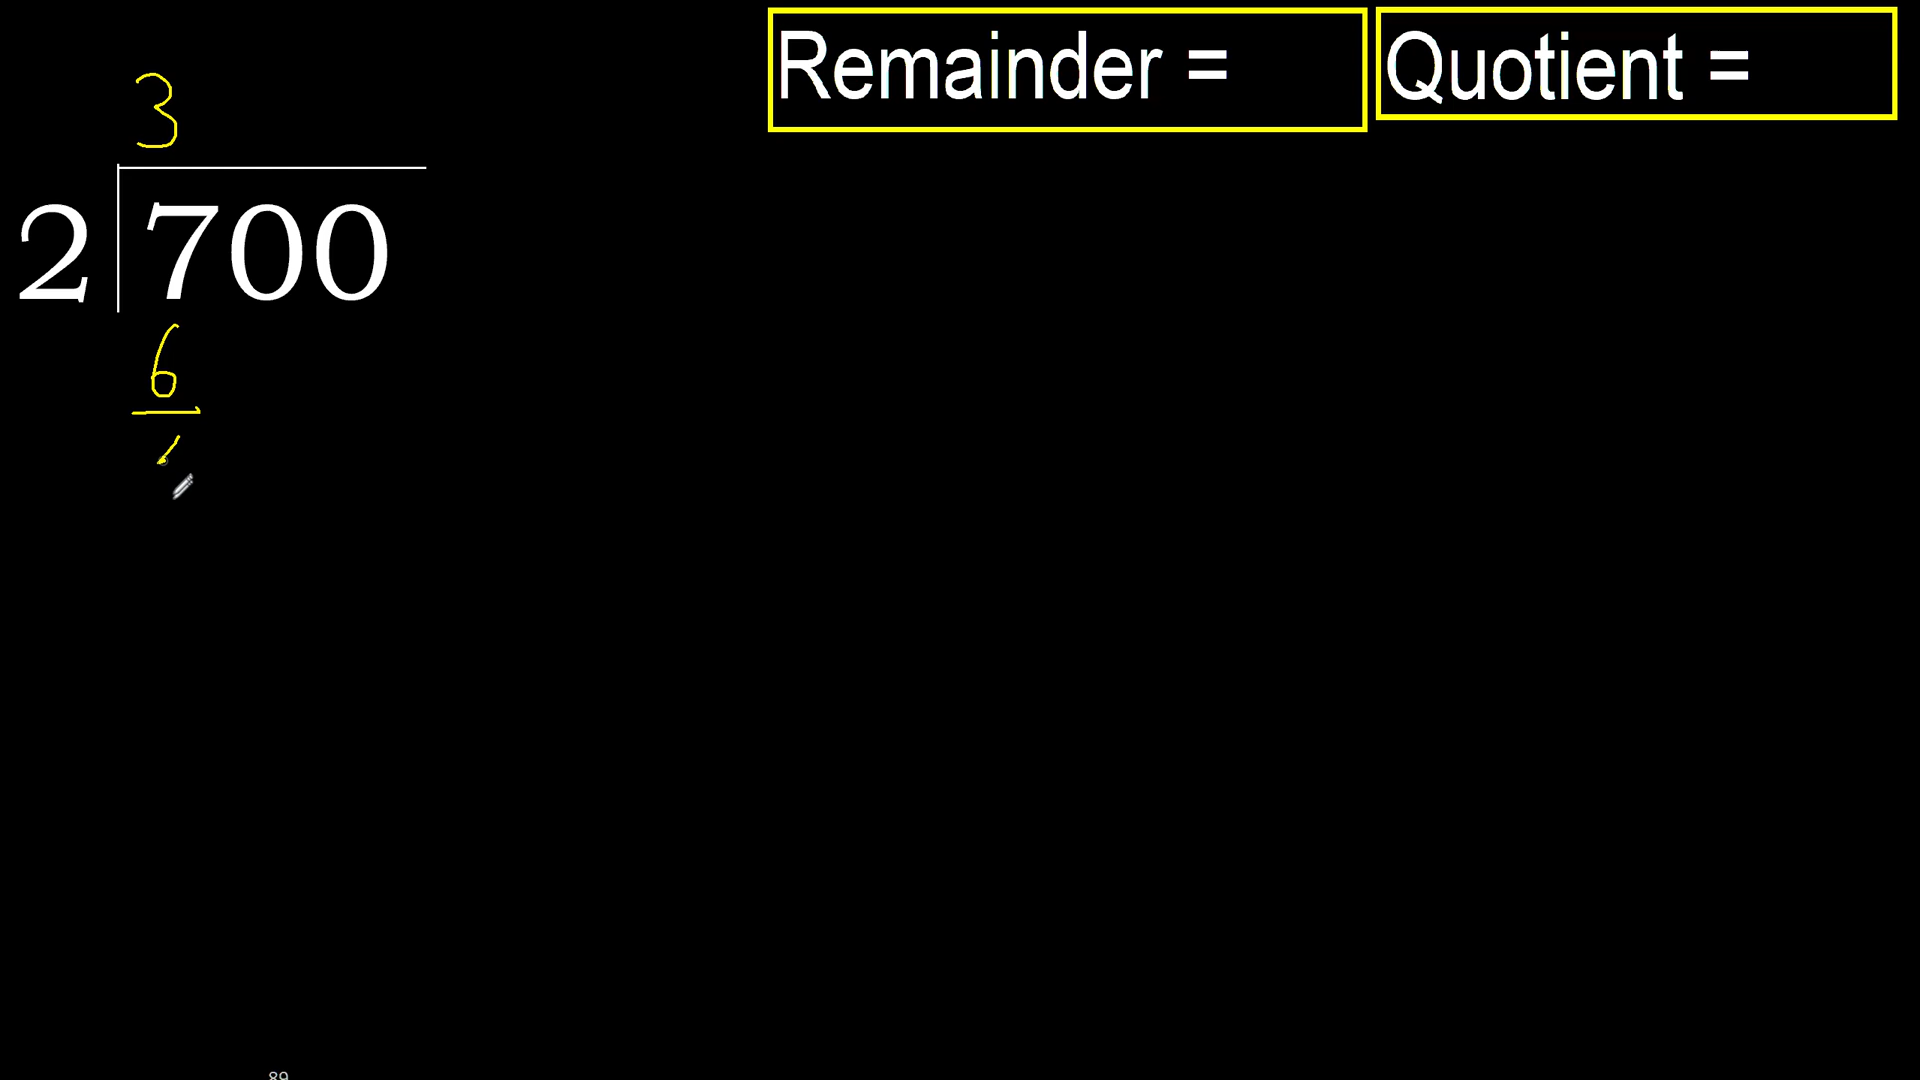 Remainder = Quotient =
3
2 700
6